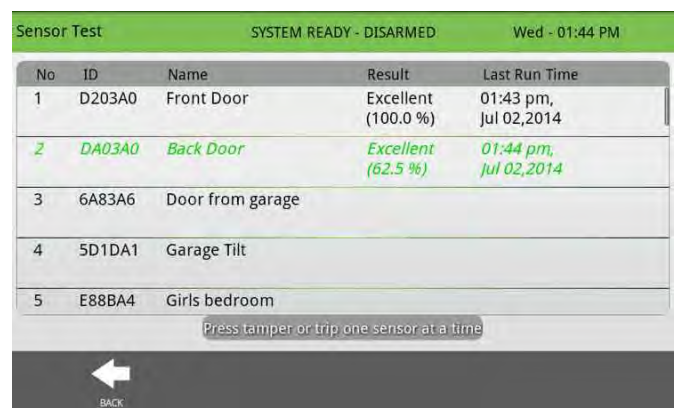 Sensor Test SYSTEM READY - DISARMED Wed - 01:44 PM
No ID Name Result Last Run Time
1 D203A0 Front Door Excellent 01:43 pm,
(100.0 %) Jul 02,2014
2 DA03A0 Back Door Excellent 01:44 pm,
(62.5 %) Jul 02,2014
3 6A83A6 Door from garage
4 5D1DA1 Garage Tilt
5 E88BA4 Girls bedroom
Press tamper or trip one sensor at a time
BACK